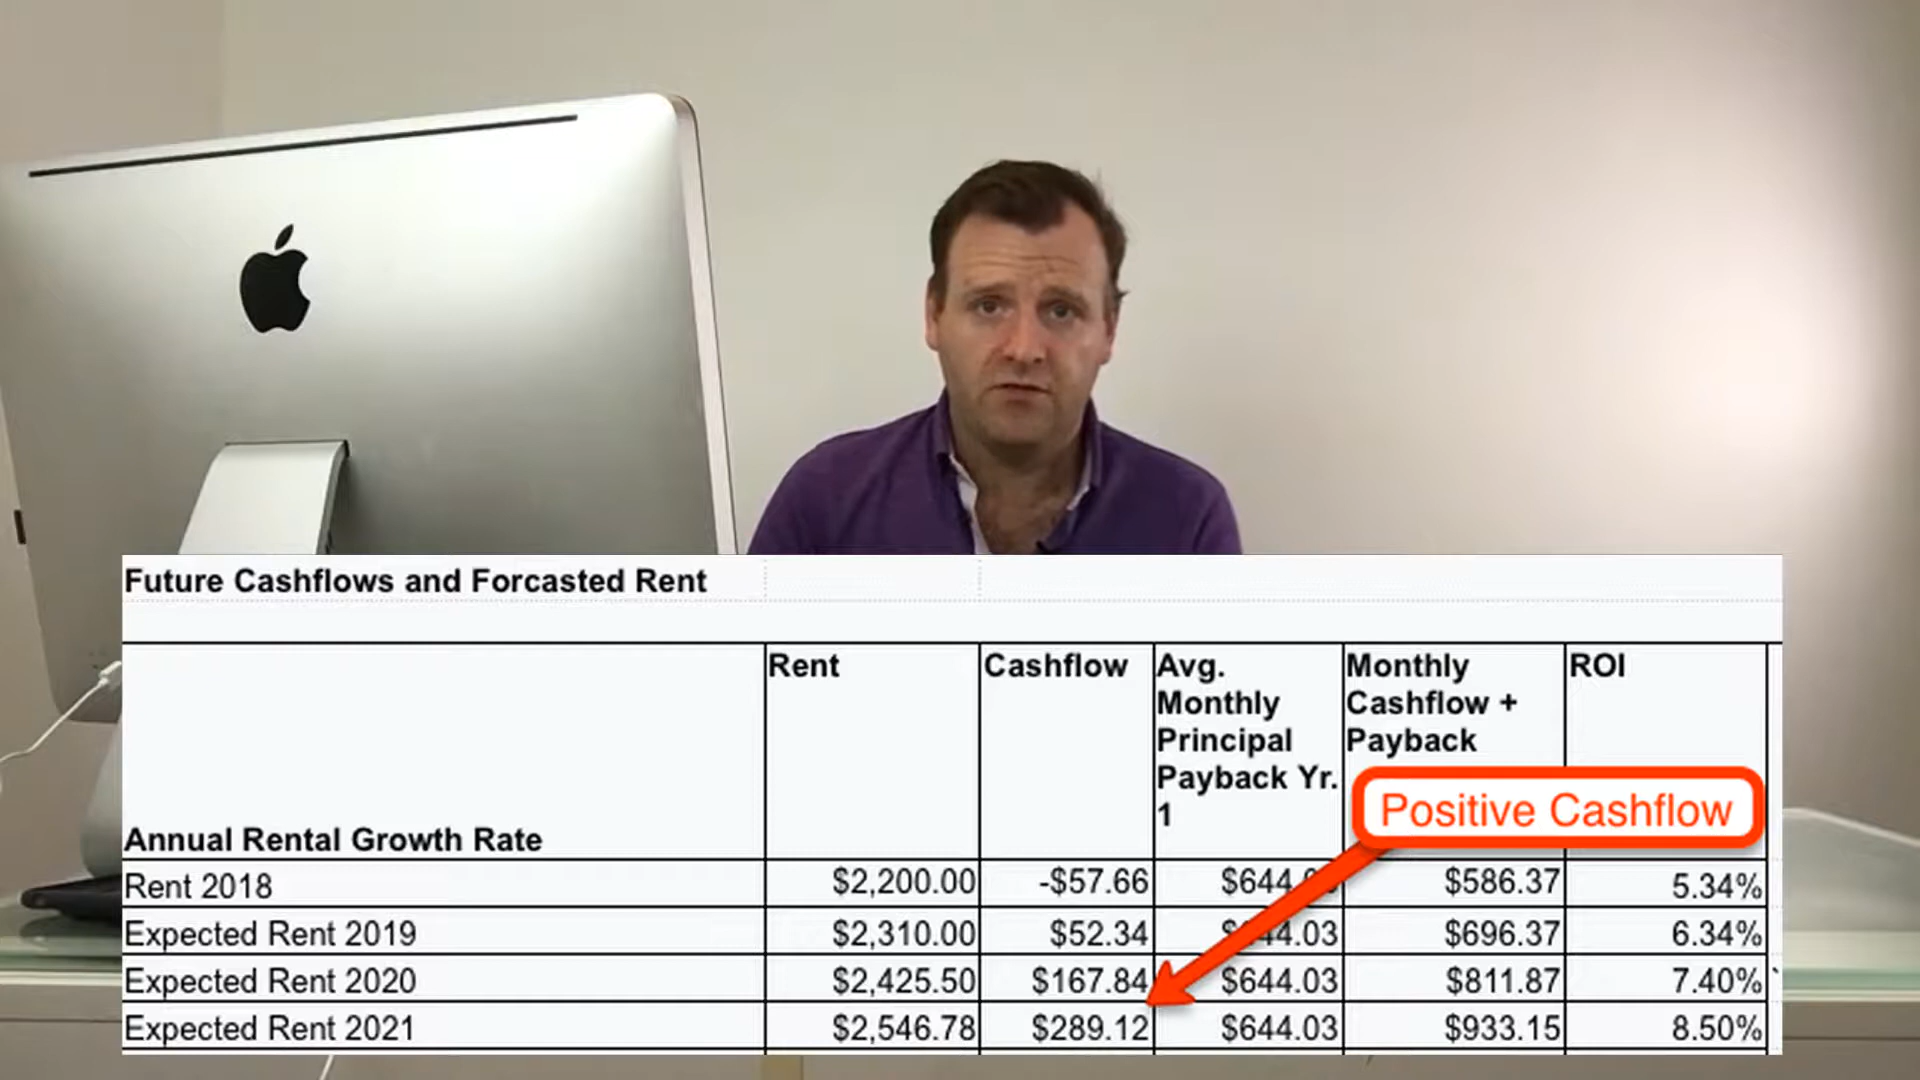 Future Cashflows and Forcasted Rent
Rent Cashflow Avg. Monthly Principal Payback Yr. 1 Monthly Cashflow + Payback ROI
Positive Cashflow
Annual Rental Growth Rate
Rent 2018 $2,200.00 -$57.66 $586.37 5.34%
Expected Rent 2019 $2,310.00 $52.34 $696.37 6.34%
Expected Rent 2020 $2,425.50 $167.84 $644.03 $811.87 7.40%
Expected Rent 2021 $2,546.78 $289.12 $644.03 $933.15 8.50%